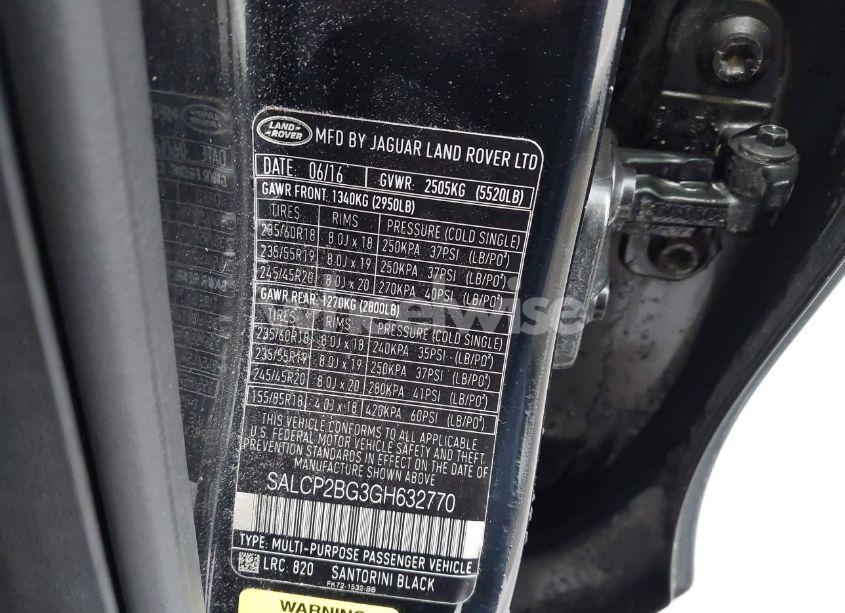 LAND ROVER MFD BY JAGUAR LAND ROVER LTD
DATE: 06/16 GVWR: 2505KG (5520LB)
GAWR FRONT: 1340KG (2950LB)
TIRES RIMS PRESSURE (COLD SINGLE)
235/60R18 8.0J x 18 250KPA 37PSI (LB/PO²)
235/55R19 8.0J x 19 250KPA 37PSI (LB/PO²)
245/45R20 8.0J x 20 270KPA 40PSI (LB/PO²)
GAWR REAR: 1270KG (2800LB)
TIRES RIMS PRESSURE (COLD SINGLE)
235/60R18 8.0J x 18 240KPA 35PSI (LB/PO²)
235/55R19 8.0J x 19 250KPA 37PSI (LB/PO²)
245/45R20 8.0J x 20 280KPA 41PSI (LB/PO²)
155/85R18 4.0J x 18 420KPA 60PSI (LB/PO²)
THIS VEHICLE CONFORMS TO ALL APPLICABLE
U.S. FEDERAL MOTOR VEHICLE SAFETY AND THEFT
PREVENTION STANDARDS IN EFFECT ON THE DATE OF
MANUFACTURE SHOWN ABOVE
SALCP2BG3GH632770
TYPE: MULTI-PURPOSE PASSENGER VEHICLE
LRC: 820 SANTORINI BLACK
FK72-1532-BB
WARNING